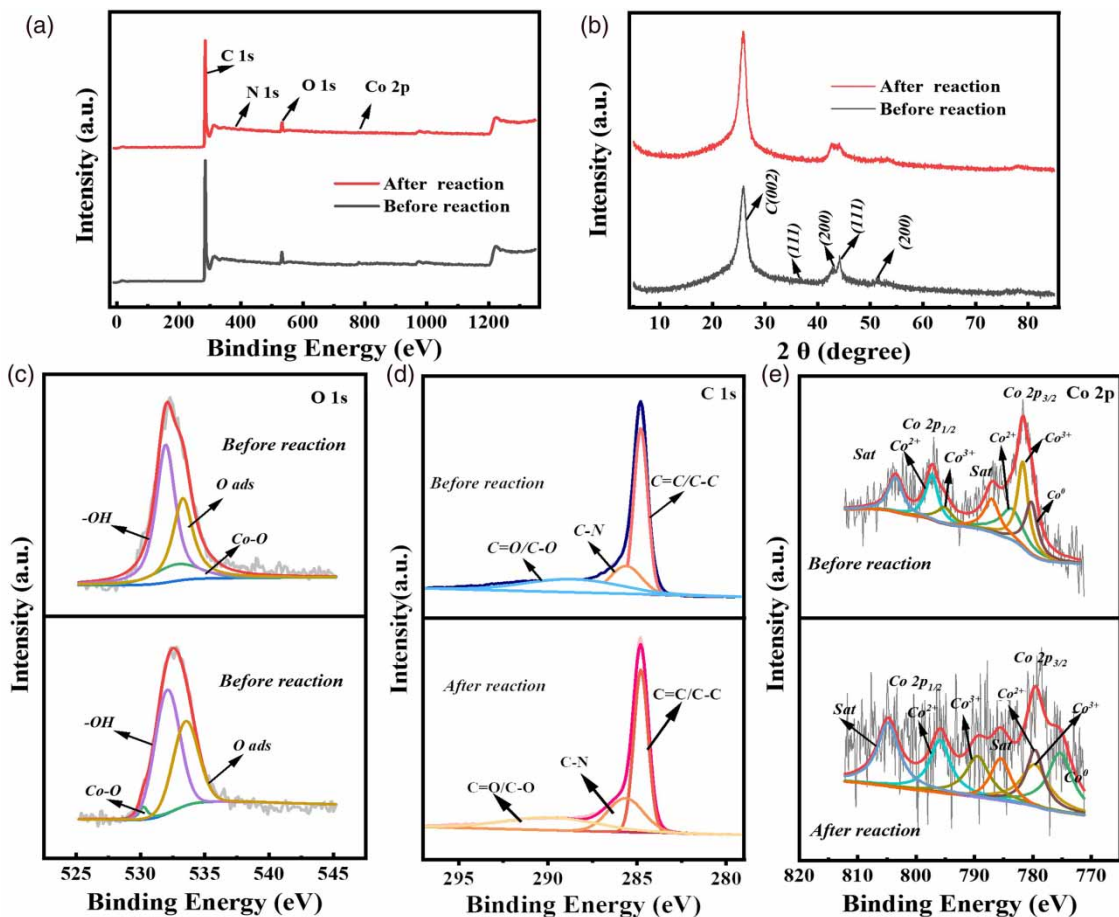 (a)
C 1s
N 1s
O 1s
Co 2p
After reaction
Before reaction
Intensity (a.u.)
0 200 400 600 800 1000 1200
Binding Energy (eV)
(b)
After reaction
Before reaction
C(002)
(111)
(200)
(111)
(200)
Intensity (a.u.)
10 20 30 40 50 60 70 80
2 θ (degree)
(c)
O 1s
Before reaction
O ads
-OH
Co-O
Before reaction
-OH
O ads
Co-O
Intensity (a.u.)
525 530 535 540 545
Binding Energy (eV)
(d)
C 1s
Before reaction
C=C/C-C
C-N
C=O/C-O
After reaction
C=C/C-C
C-N
C=O/C-O
Intensity(a.u.)
295 290 285 280
Binding Energy (eV)
(e)
Co 2p
Co 2p3/2
Co 2p1/2
Co2+
Co2+
Co3+
Sat
Co3+
Sat
Co0
Before reaction
Co 2p3/2
Co 2p1/2
Co2+
Co3+
Co3+
Sat
Co2+
Sat
Co0
After reaction
Intensity (a.u.)
820 810 800 790 780 770
Binding Energy (eV)